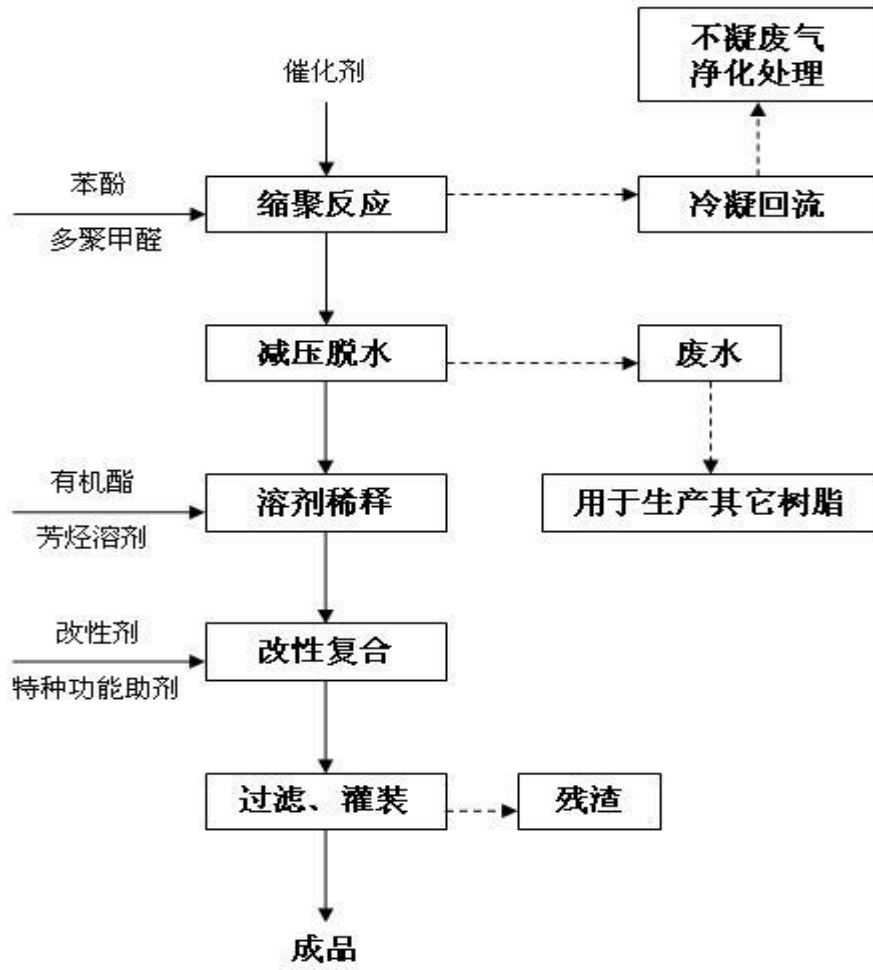 催化剂
不凝废气
净化处理
苯酚
多聚甲醛
缩聚反应
冷凝回流
减压脱水
废水
有机酯
芳烃溶剂
溶剂稀释
用于生产其它树脂
改性剂
特种功能助剂
改性复合
过滤、灌装
残渣
成品